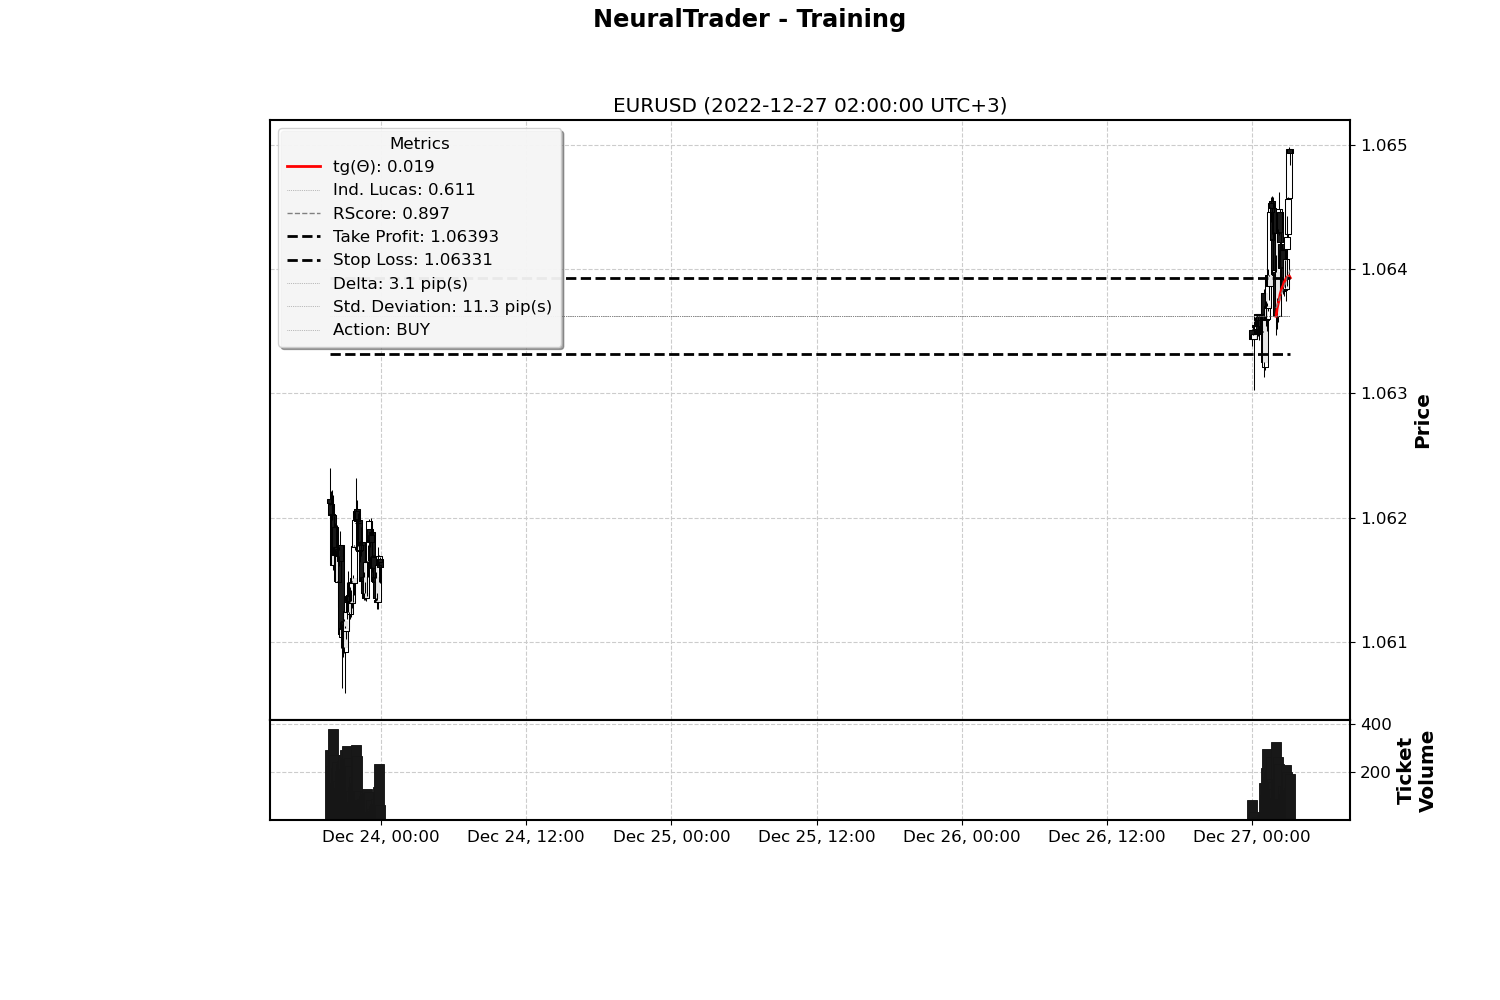 NeuralTrader - Training
EURUSD (2022-12-27 02:00:00 UTC+3)
Metrics
tg(Θ): 0.019
Ind. Lucas: 0.611
RScore: 0.897
Take Profit: 1.06393
Stop Loss: 1.06331
Delta: 3.1 pip(s)
Std. Deviation: 11.3 pip(s)
Action: BUY
1.065
1.064
1.063
1.062
1.061
Price
400
200
Ticket
Volume
Dec 24, 00:00
Dec 24, 12:00
Dec 25, 00:00
Dec 25, 12:00
Dec 26, 00:00
Dec 26, 12:00
Dec 27, 00:00